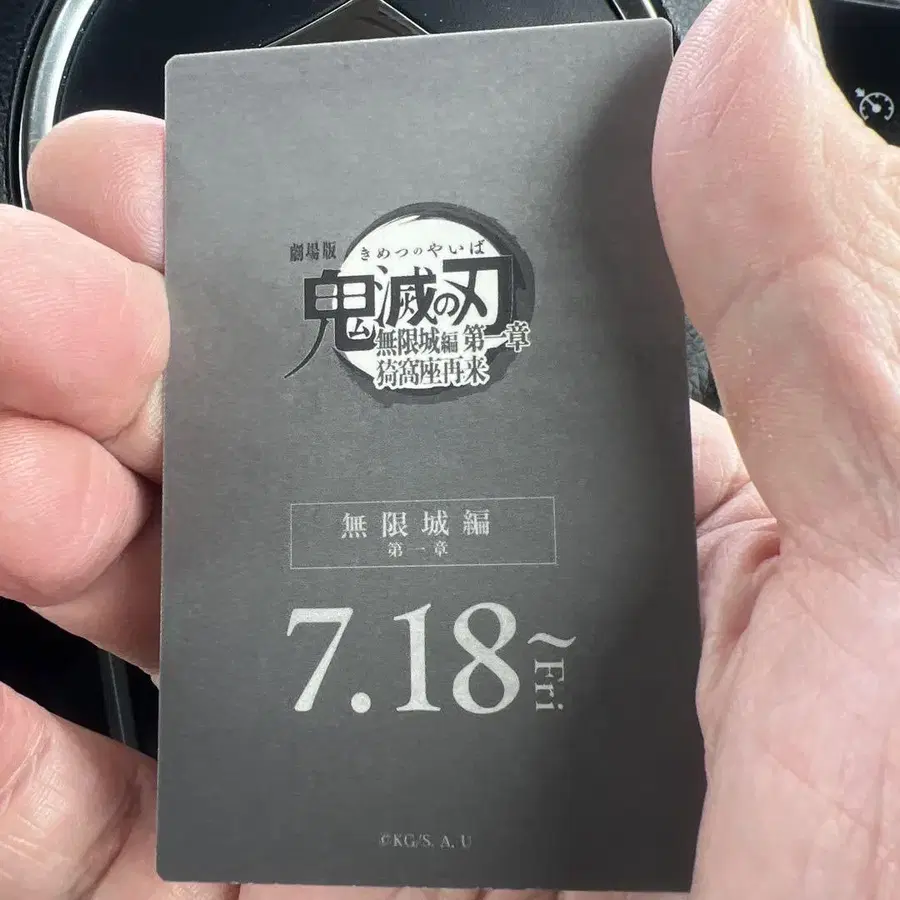 劇場版 きめつのやいば
鬼滅の刃
無限城編 第一章
猗窩座再来
無限城編
第一章
7.18~Fri
©KG/S, A, U